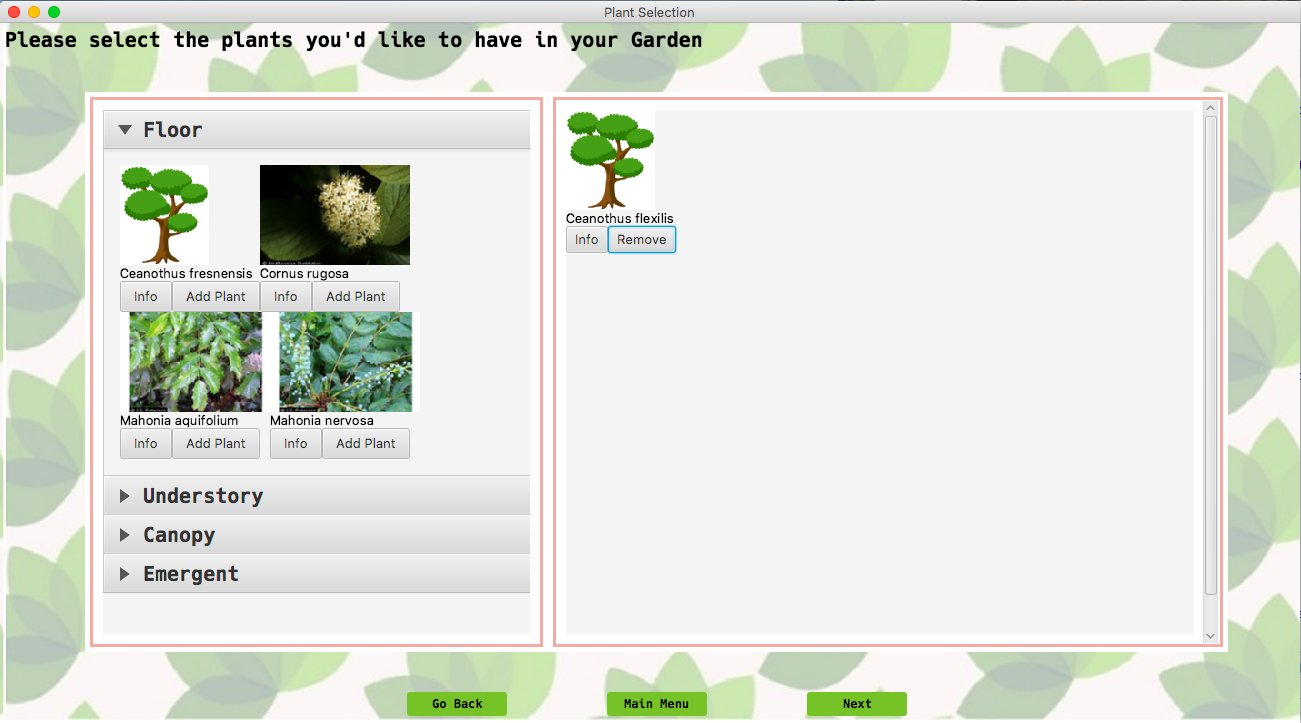 Plant Selection
Please select the plants you'd like to have in your Garden
Floor
Ceanothus fresnensis Cornus rugosa
Info Add Plant Info Add Plant
Mahonia aquifolium Mahonia nervosa
Info Add Plant Info Add Plant
Understory
Canopy
Emergent
Ceanothus flexilis
Info Remove
Go Back Main Menu Next